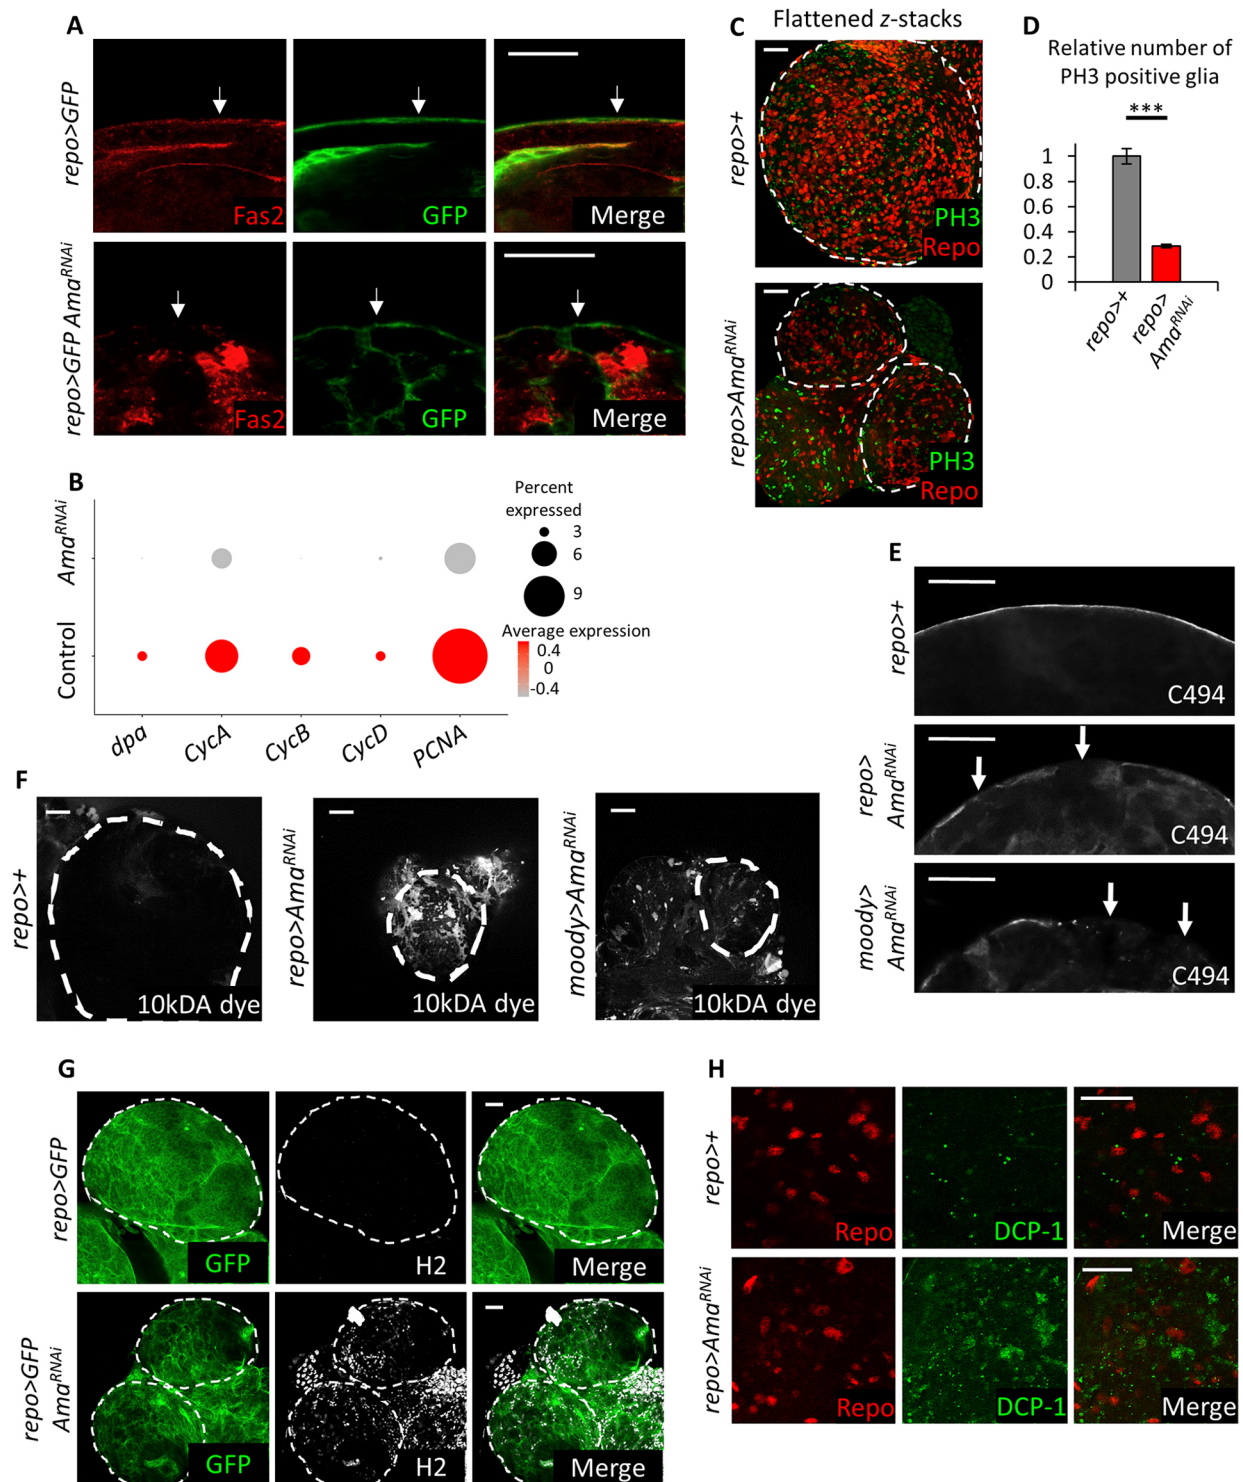 A
repo>GFP
Fas2
GFP
Merge
repo>GFP Ama^RNAi
Fas2
GFP
Merge
B
Ama^RNAi
Control
dpa
CycA
CycB
CycD
PCNA
Percent
expressed
3
6
9
Average expression
0.4
0
-0.4
C
Flattened z-stacks
repo>+
PH3
Repo
repo>Ama^RNAi
PH3
Repo
D
Relative number of
PH3 positive glia
***
1
0.8
0.6
0.4
0.2
0
repo>+
repo>
Ama^RNAi
E
repo>+
C494
repo>
Ama^RNAi
C494
moody>
Ama^RNAi
C494
F
repo>+
10kDA dye
repo>Ama^RNAi
10kDA dye
moody>Ama^RNAi
10kDA dye
G
repo>GFP
GFP
H2
Merge
repo>GFP
Ama^RNAi
GFP
H2
Merge
H
repo>+
Repo
DCP-1
Merge
repo>Ama^RNAi
Repo
DCP-1
Merge